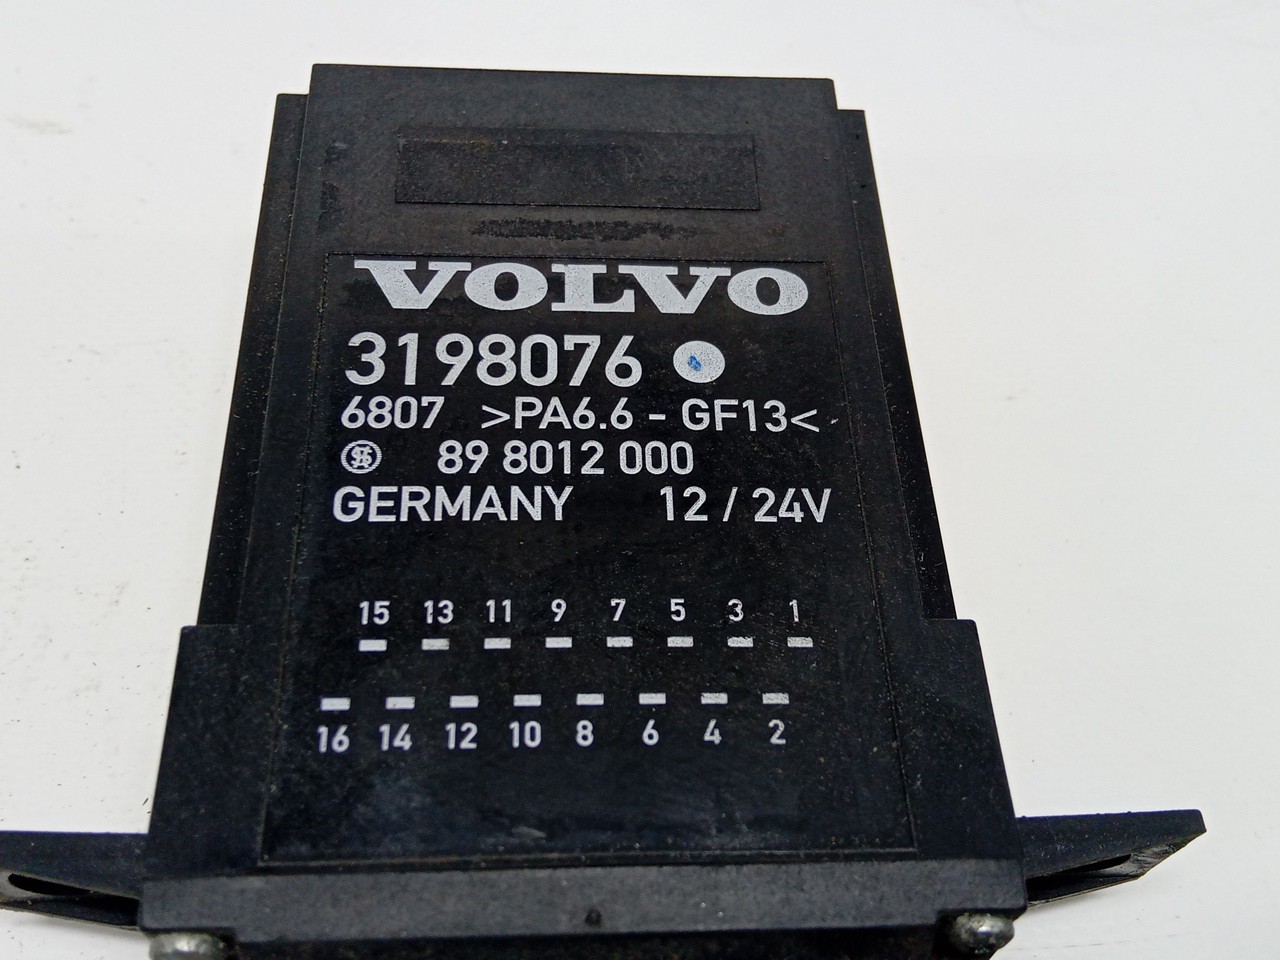 VOLVO
3198076
6807 >PA6.6-GF13<
89 8012 000
GERMANY 12 / 24V
15 13 11 9 7 5 3 1
16 14 12 10 8 6 4 2